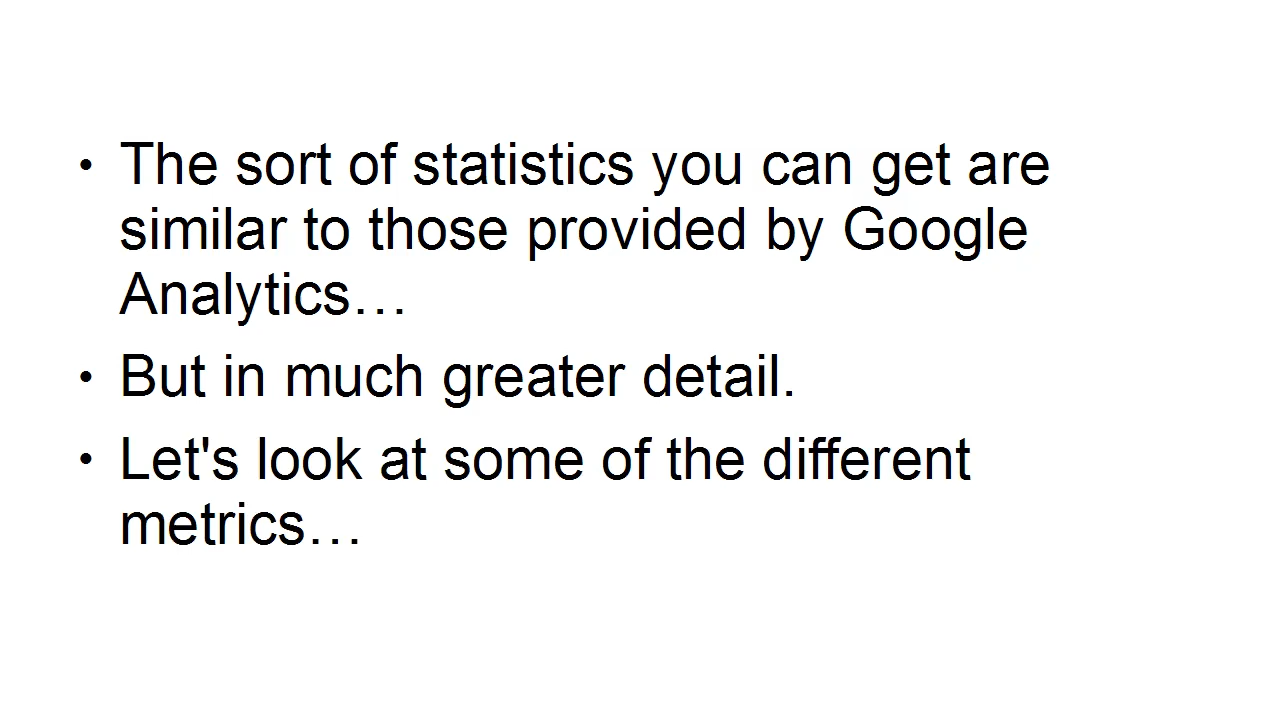 • The sort of statistics you can get are
similar to those provided by Google
Analytics…
• But in much greater detail.
• Let's look at some of the different
metrics…